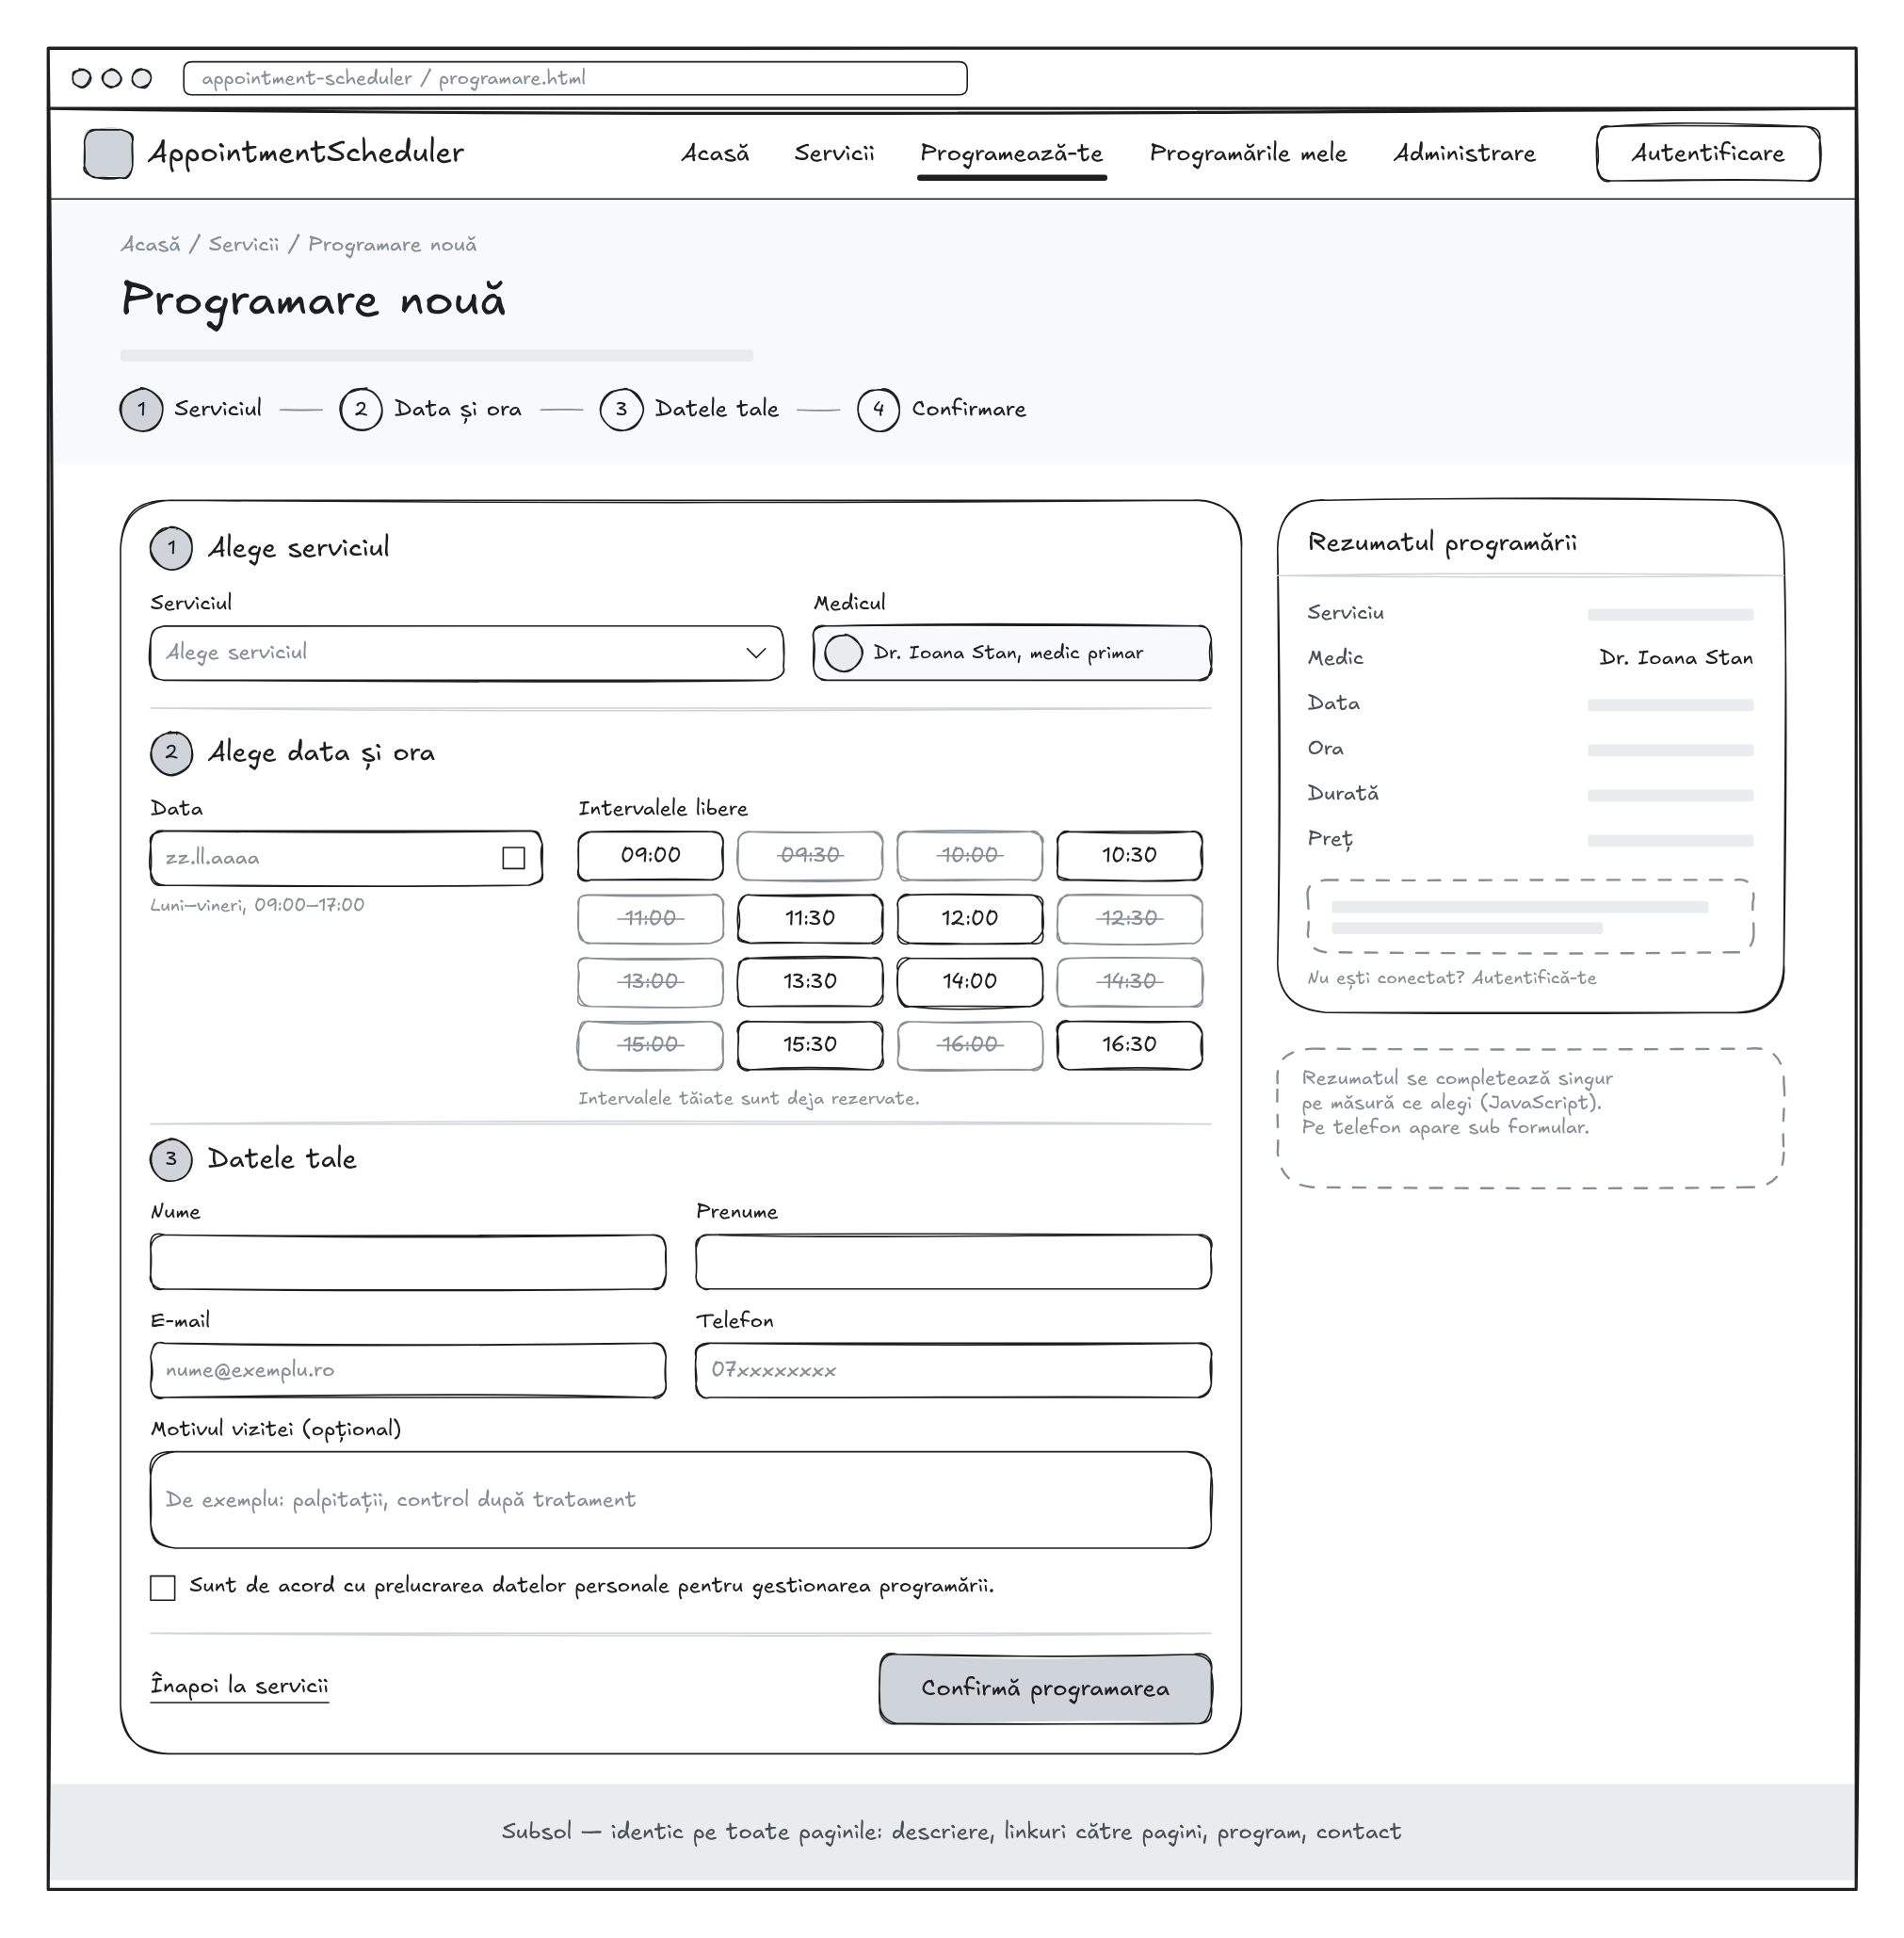 appointment-scheduler / programare.html
AppointmentScheduler
Acasă
Servicii
Programează-te
Programările mele
Administrare
Autentificare
Acasă / Servicii / Programare nouă
Programare nouă
1 Serviciul
2 Data și ora
3 Datele tale
4 Confirmare
1 Alege serviciul
Serviciul
Alege serviciul
Medicul
Dr. Ioana Stan, medic primar
2 Alege data și ora
Data
zz.ll.aaaa
Luni–vineri, 09:00–17:00
Intervalele libere
09:00 09:30 10:00 10:30
11:00 11:30 12:00 12:30
13:00 13:30 14:00 14:30
15:00 15:30 16:00 16:30
Intervalele tăiate sunt deja rezervate.
3 Datele tale
Nume
Prenume
E-mail
nume@exemplu.ro
Telefon
07xxxxxxxx
Motivul vizitei (opțional)
De exemplu: palpitații, control după tratament
Sunt de acord cu prelucrarea datelor personale pentru gestionarea programării.
Înapoi la servicii
Confirmă programarea
Rezumatul programării
Serviciu
Medic Dr. Ioana Stan
Data
Ora
Durată
Preț
Nu ești conectat? Autentifică-te
Rezumatul se completează singur
pe măsură ce alegi (JavaScript).
Pe telefon apare sub formular.
Subsol — identic pe toate paginile: descriere, linkuri către pagini, program, contact